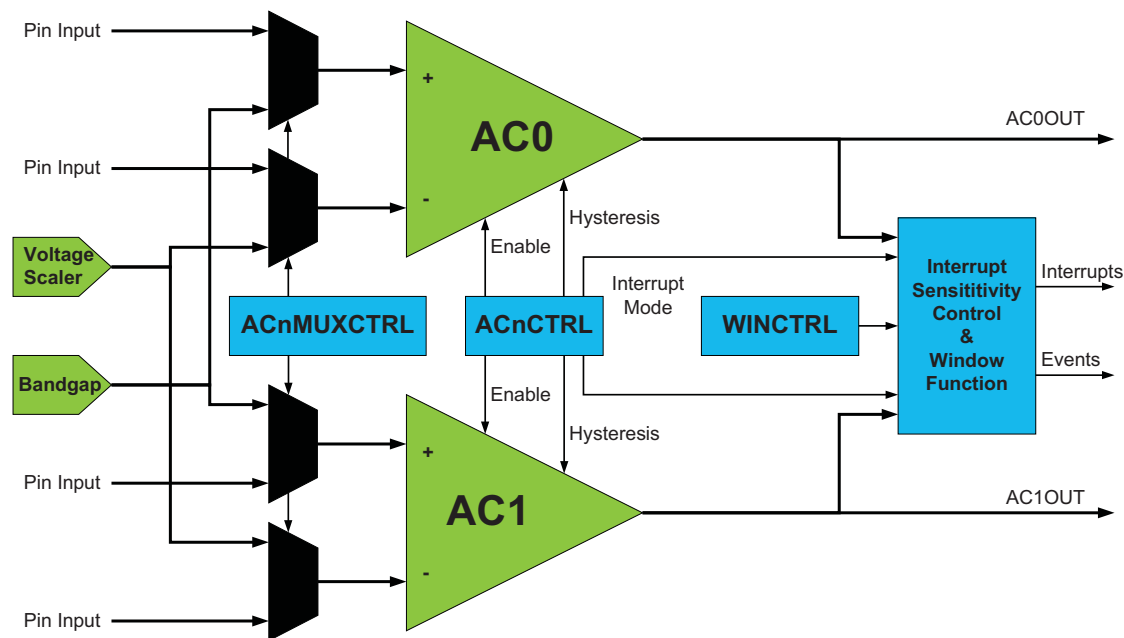 Pin Input
+
AC0
AC0OUT
Pin Input
-
Hysteresis
Enable
Voltage
Scaler
Interrupt
Mode
Interrupt
Sensititivity
Control
&
Window
Function
Interrupts
ACnMUXCTRL
ACnCTRL
WINCTRL
Bandgap
Events
Enable
Hysteresis
+
Pin Input
AC1
AC1OUT
-
Pin Input